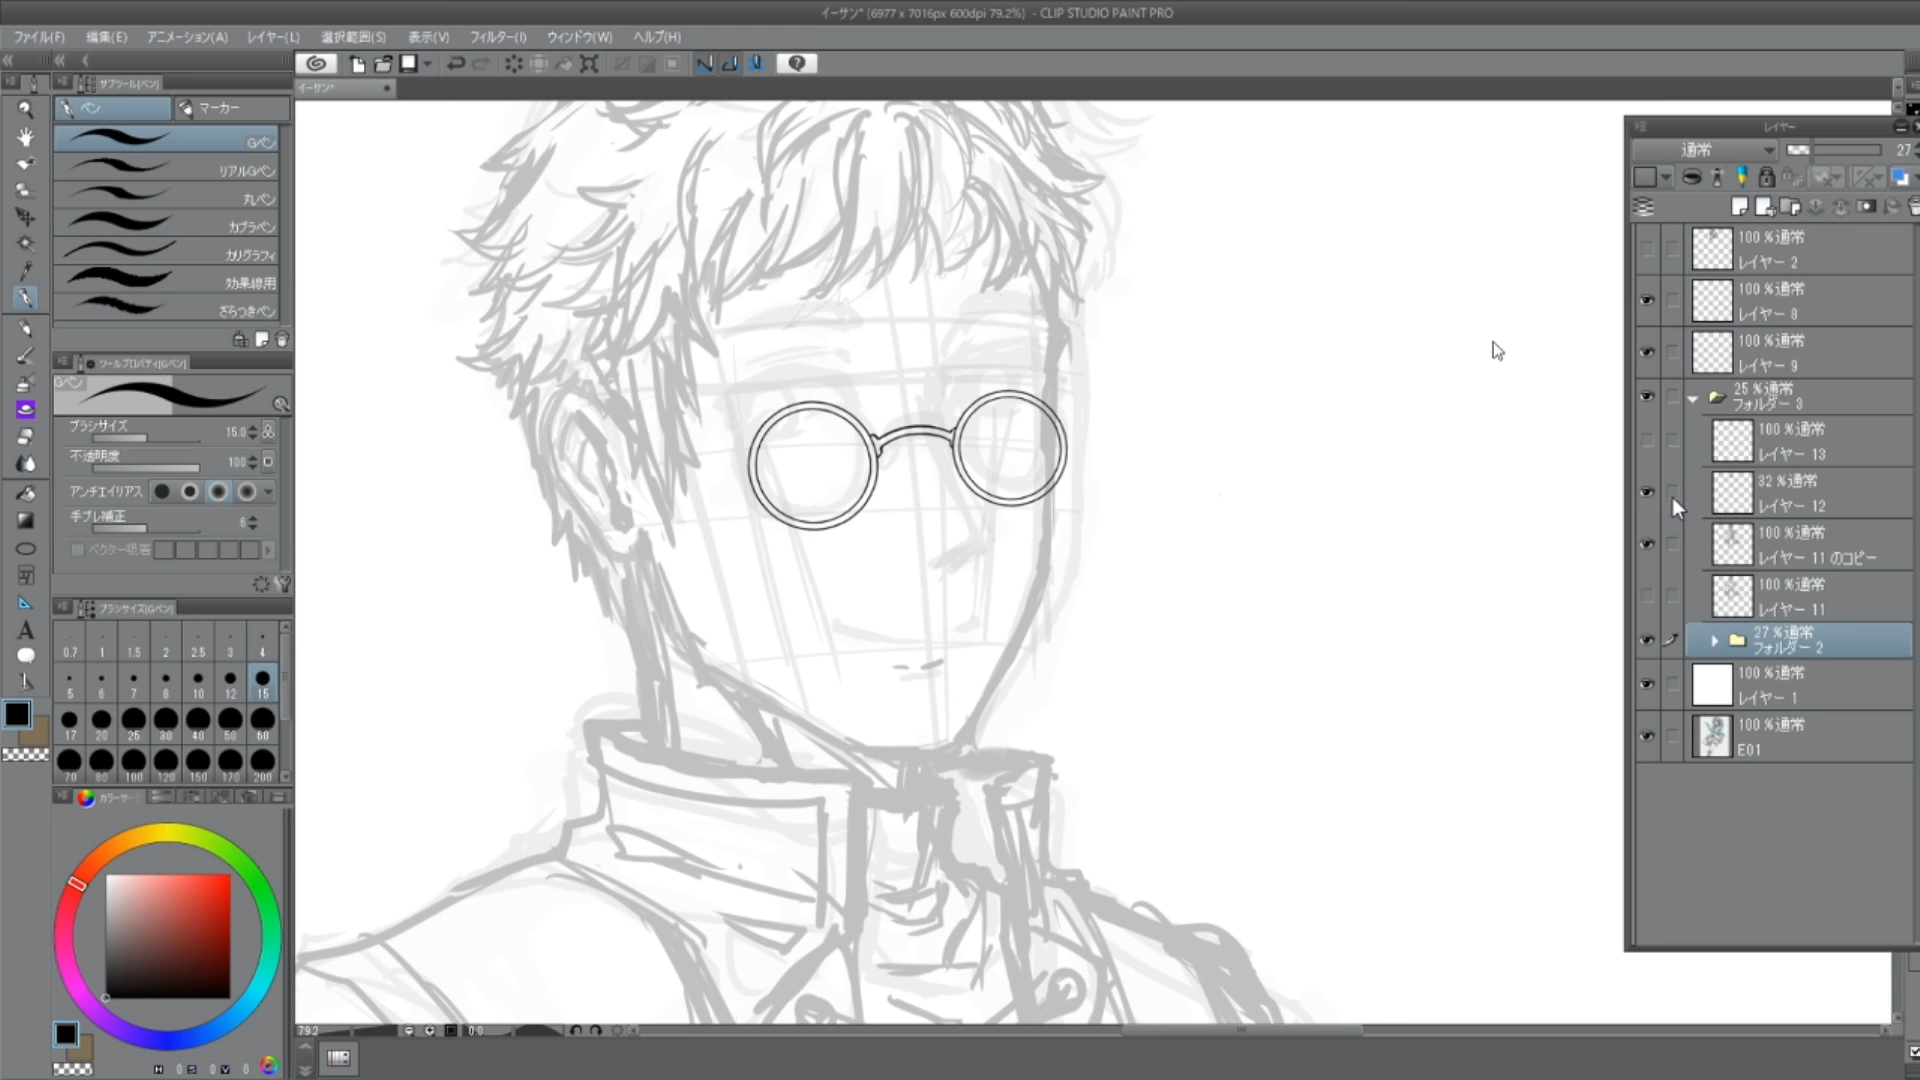 イーサン* (6977 x 7016px 600dpi 79.2%) - CLIP STUDIO PAINT PRO
ファイル(F) 編集(E) アニメーション(A) レイヤー(L) 選択範囲(S) 表示(V) フィルター(I) ウィンドウ(W) ヘルプ(H)
サブツール[ペン]
イーサン*
ペン マーカー
Gペン
リアルGペン
丸ペン
カブラペン
カリグラフィ
効果線用
ざらつきペン
ツールプロパティ[Gペン]
Gペン
ブラシサイズ 15.0
不透明度 100
アンチエイリアス
手ブレ補正 6
ベクター吸着
ブラシサイズ[Gペン]
0.7 1 1.5 2 2.5 3 4
5 6 7 8 10 12 15
17 20 25 30 40 50 60
70 80 100 120 150 170 200
カラーサー
H 0 S 0 V 0
79.2
0.0
レイヤー
通常 27
100 %通常
レイヤー 2
100 %通常
レイヤー 8
100 %通常
レイヤー 9
25 %通常
フォルダー 3
100 %通常
レイヤー 13
32 %通常
レイヤー 12
100 %通常
レイヤー 11 のコピー
100 %通常
レイヤー 11
27 %通常
フォルダー 2
100 %通常
レイヤー 1
100 %通常
E01